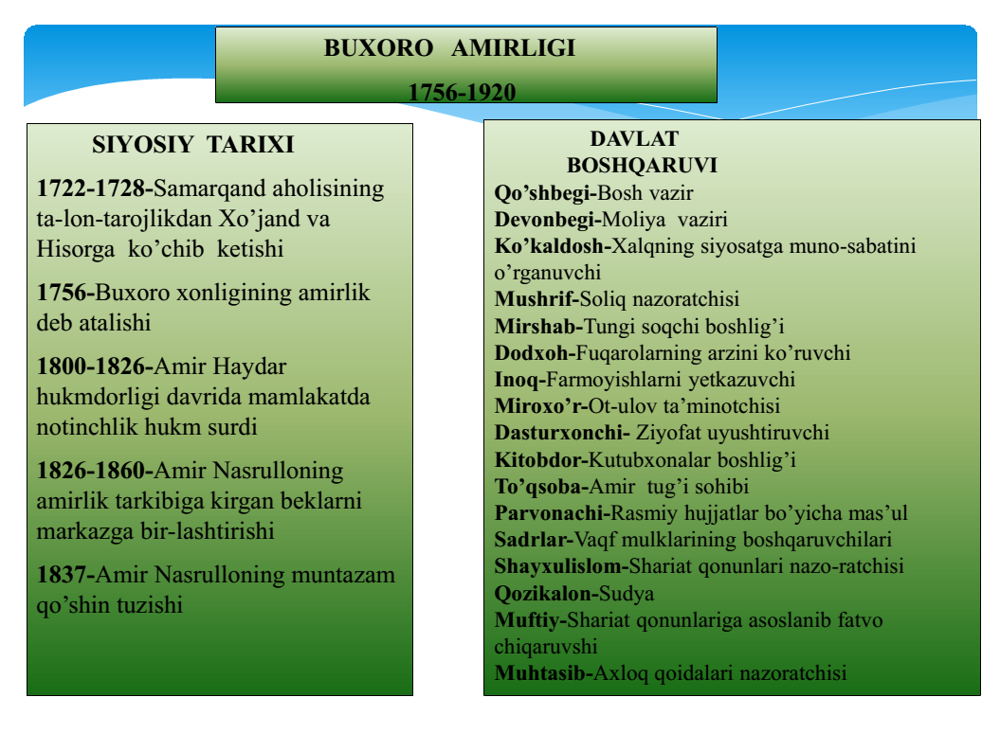 BUXORO AMIRLIGI
1756-1920
SIYOSIY TARIXI
1722-1728-Samarqand aholisining
ta-lon-tarojlikdan Xo’jand va
Hisorga ko’chib ketishi
1756-Buxoro xonligining amirlik
deb atalishi
1800-1826-Amir Haydar
hukmdorligi davrida mamlakatda
notinchlik hukm surdi
1826-1860-Amir Nasrulloning
amirlik tarkibiga kirgan beklarni
markazga bir-lashtirishi
1837-Amir Nasrulloning muntazam
qo’shin tuzishi
DAVLAT
BOSHQARUVI
Qo’shbegi-Bosh vazir
Devonbegi-Moliya vaziri
Ko’kaldosh-Xalqning siyosatga muno-sabatini
o’rganuvchi
Mushrif-Soliq nazoratchisi
Mirshab-Tungi soqchi boshlig’i
Dodxoh-Fuqarolarning arzini ko’ruvchi
Inoq-Farmoyishlarni yetkazuvchi
Miroxo’r-Ot-ulov ta’minotchisi
Dasturxonchi- Ziyofat uyushtiruvchi
Kitobdor-Kutubxonalar boshlig’i
To’qsoba-Amir tug’i sohibi
Parvonachi-Rasmiy hujjatlar bo’yicha mas’ul
Sadrlar-Vaqf mulklarining boshqaruvchilari
Shayxulislom-Shariat qonunlari nazo-ratchisi
Qozikalon-Sudya
Muftiy-Shariat qonunlariga asoslanib fatvo
chiqaruvshi
Muhtasib-Axloq qoidalari nazoratchisi